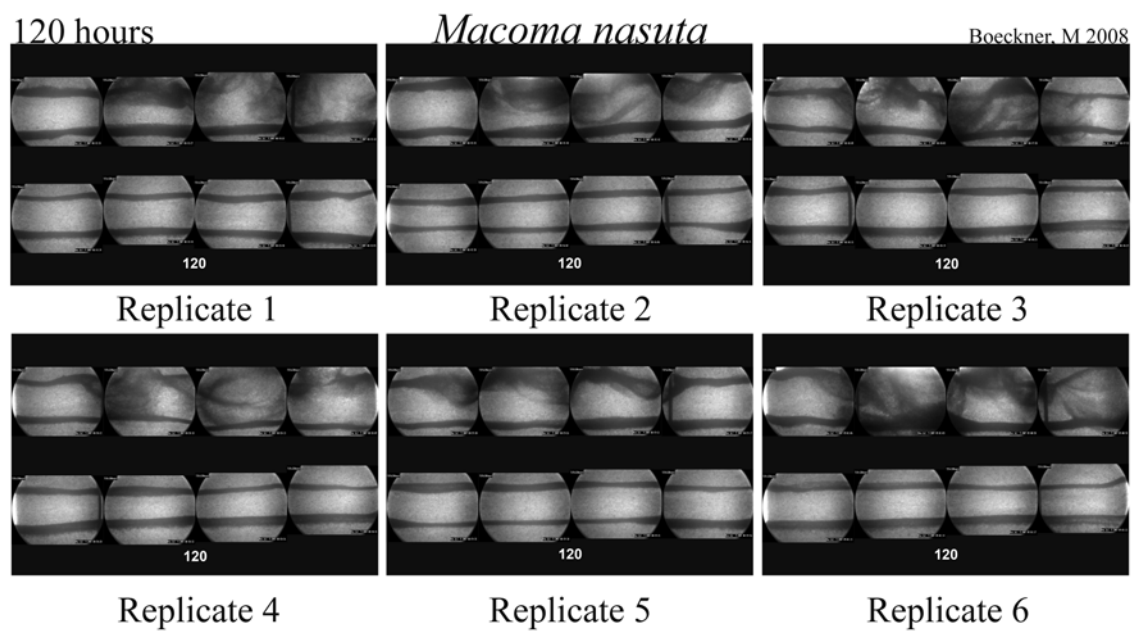 120 hours
Macoma nasuta
Boeckner, M 2008
120
120
120
Replicate 1
Replicate 2
Replicate 3
120
120
120
Replicate 4
Replicate 5
Replicate 6